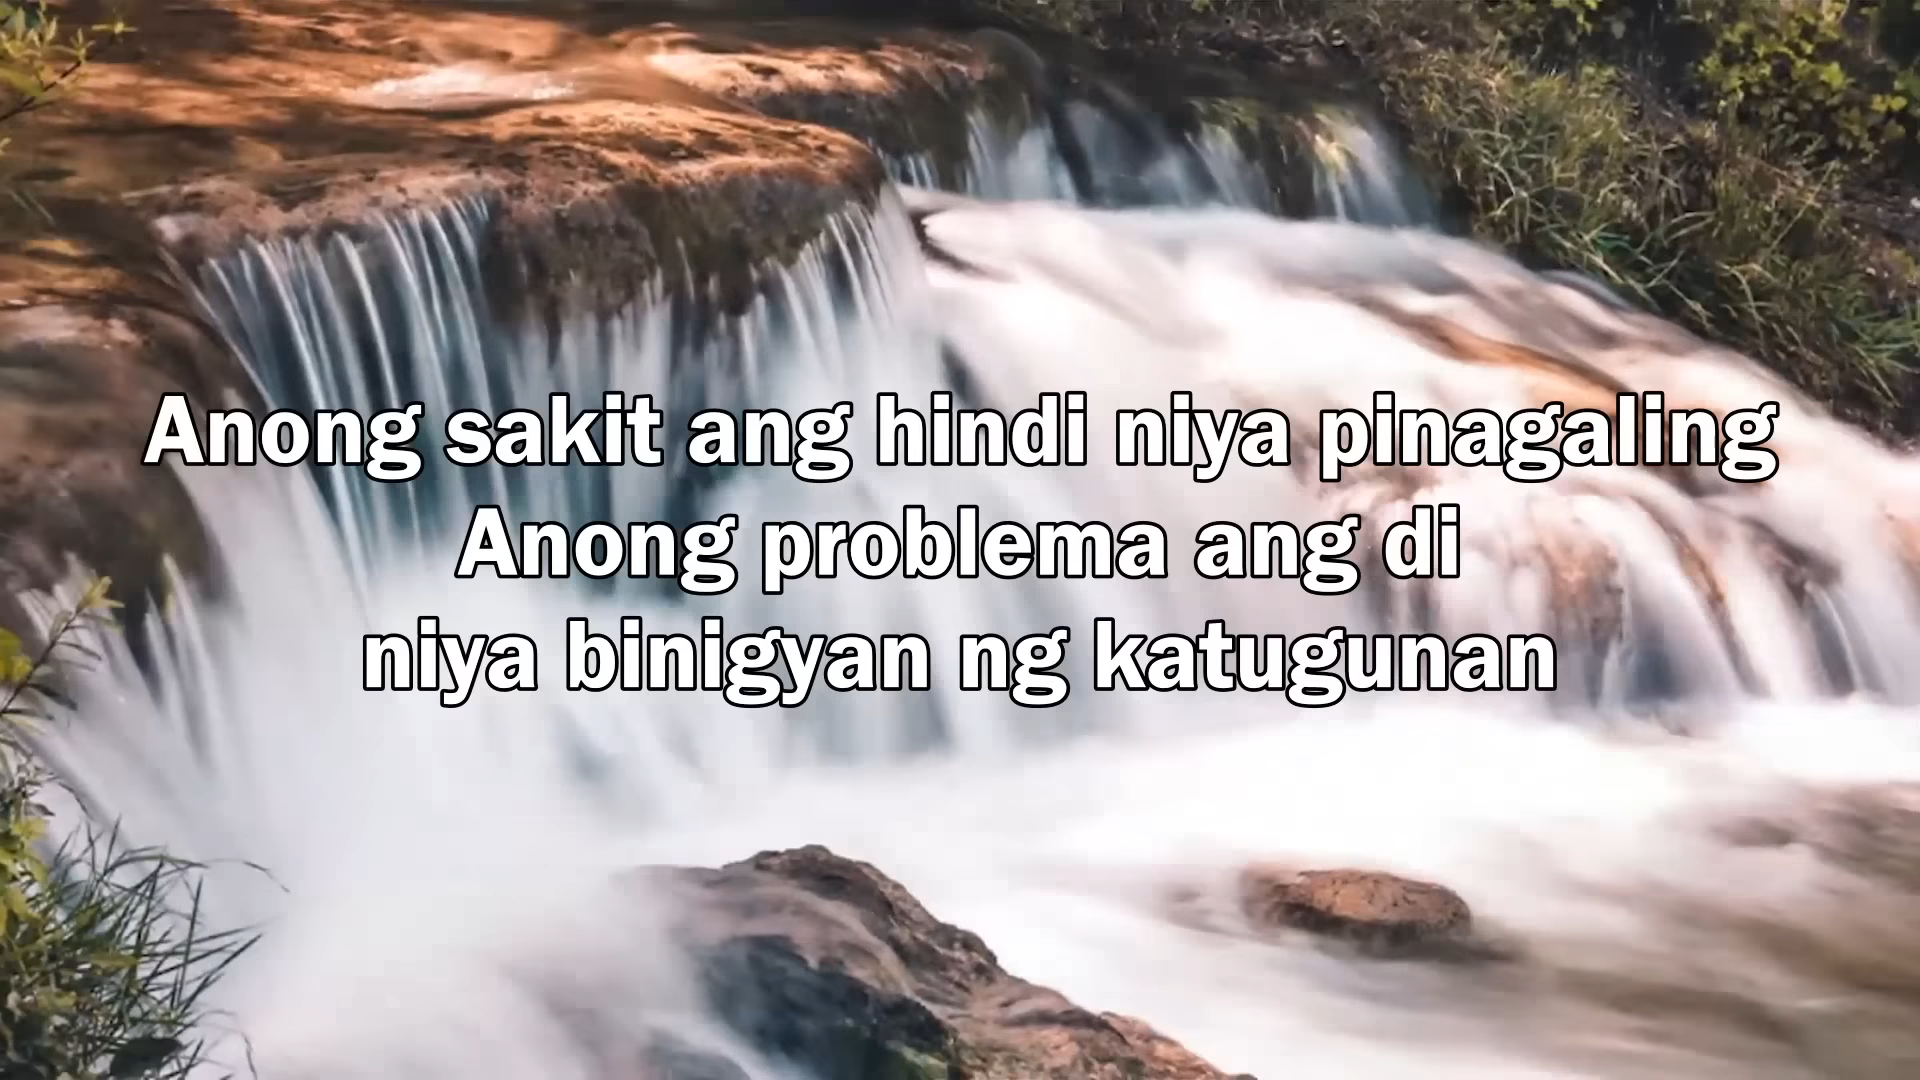 Anong sakit ang hindi niya pinagaling
Anong problema ang di
niya binigyan ng katugunan